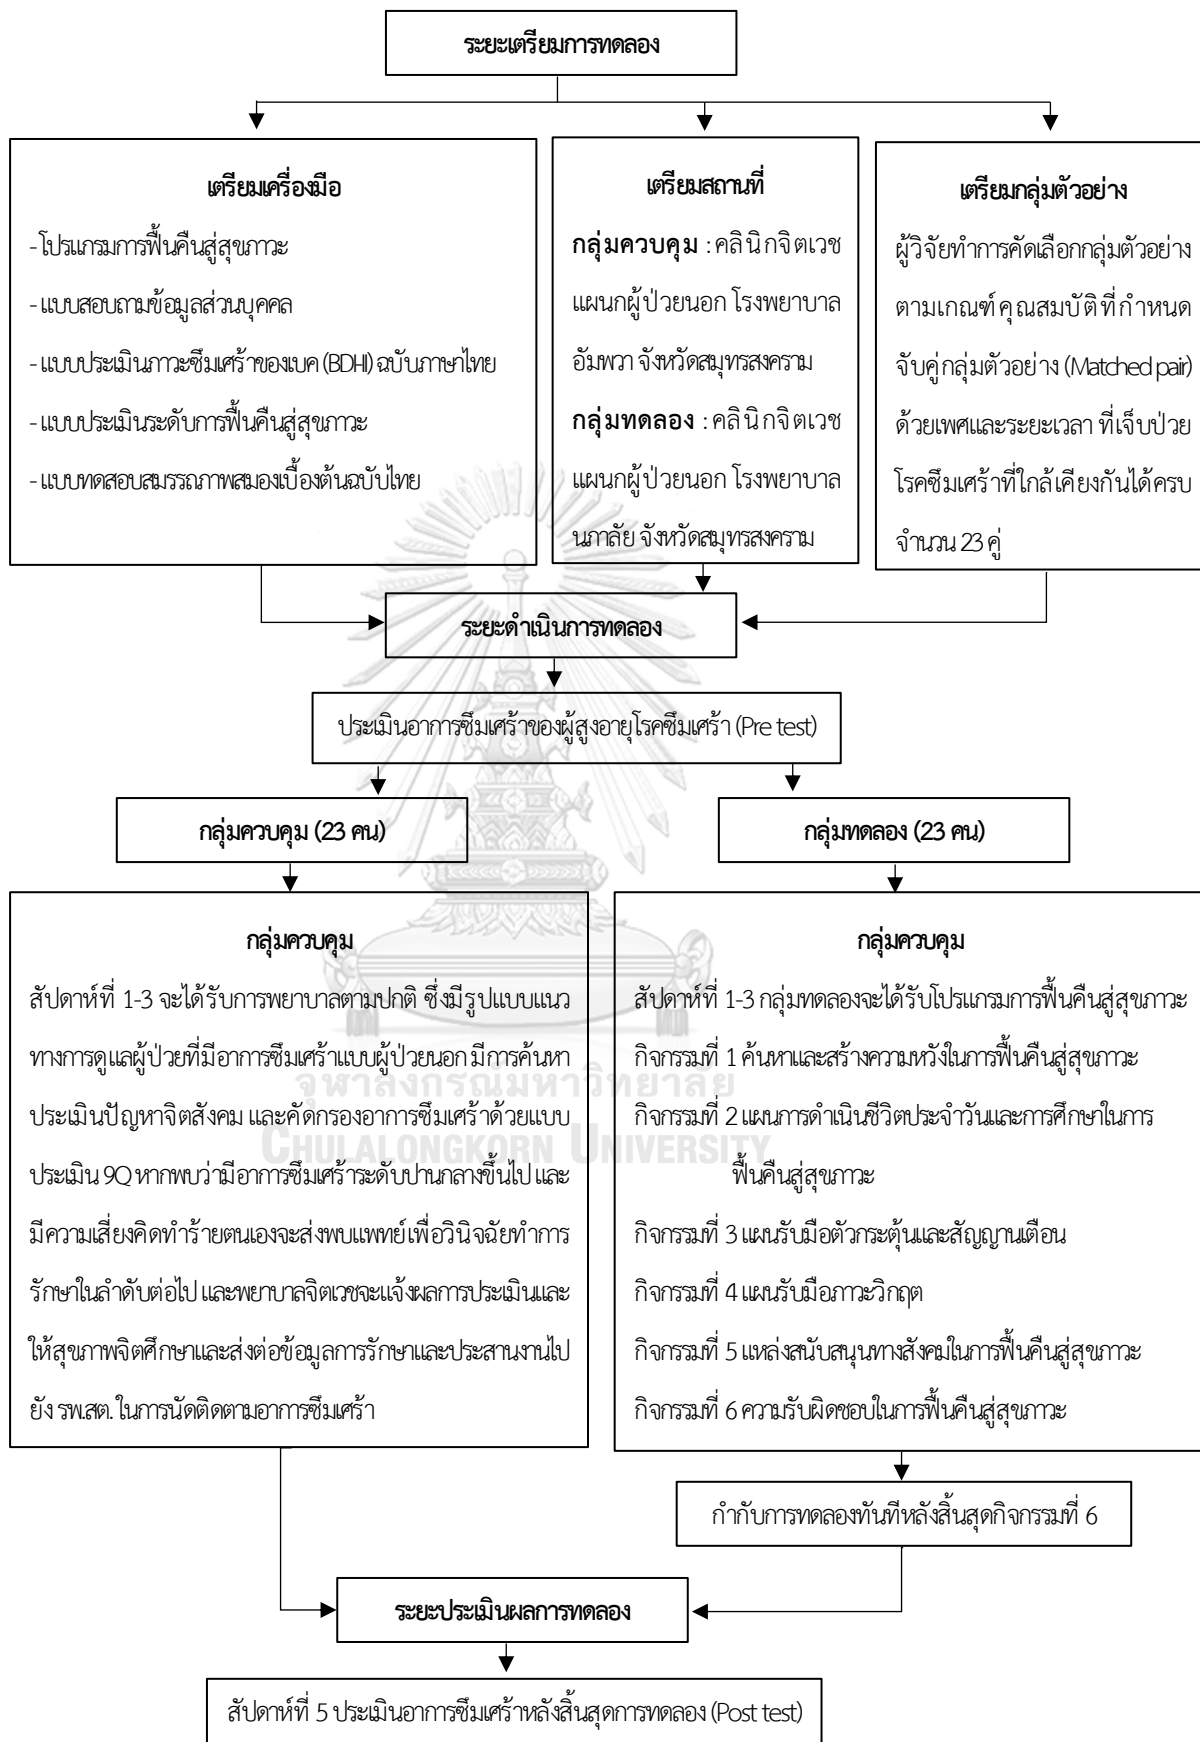 ระยะเตรียมการทดลอง
เตรียมเครื่องมือ
- โปรแกรมการฟื้นคืนสู่สุขภาวะ
- แบบสอบถามข้อมูลส่วนบุคคล
- แบบประเมินภาวะซึมเศร้าของเบค (BDI-II) ฉบับภาษาไทย
- แบบประเมินระดับการฟื้นคืนสู่สุขภาวะ
- แบบทดสอบสมรรถภาพสมองเบื้องต้นฉบับไทย
เตรียมสถานที่
กลุ่มควบคุม : คลินิกจิตเวช
แผนกผู้ป่วยนอก โรงพยาบาล
อัมพวา จังหวัดสมุทรสงคราม
กลุ่มทดลอง : คลินิกจิตเวช
แผนกผู้ป่วยนอก โรงพยาบาล
นภาลัย จังหวัดสมุทรสงคราม
เตรียมกลุ่มตัวอย่าง
ผู้วิจัยทำการคัดเลือกกลุ่มตัวอย่าง
ตามเกณฑ์คุณสมบัติที่กำหนด
จับคู่กลุ่มตัวอย่าง (Matched pair)
ด้วยเพศและระยะเวลา ที่เจ็บป่วย
โรคซึมเศร้าที่ใกล้เคียงกันได้ครบ
จำนวน 23 คู่
ระยะดำเนินการทดลอง
ประเมินอาการซึมเศร้าของผู้สูงอายุโรคซึมเศร้า (Pre test)
กลุ่มควบคุม (23 คน)
กลุ่มทดลอง (23 คน)
กลุ่มควบคุม
สัปดาห์ที่ 1-3 จะได้รับการพยาบาลตามปกติ ซึ่งมีรูปแบบแนว
ทางการดูแลผู้ป่วยที่มีอาการซึมเศร้าแบบผู้ป่วยนอก มีการค้นหา
ประเมินปัญหาจิตสังคม และคัดกรองอาการซึมเศร้าด้วยแบบ
ประเมิน 9Q หากพบว่ามีอาการซึมเศร้าระดับปานกลางขึ้นไป และ
มีความเสี่ยงคิดทำร้ายตนเองจะส่งพบแพทย์เพื่อวินิจฉัยทำการ
รักษาในลำดับต่อไป และพยาบาลจิตเวชจะแจ้งผลการประเมินและ
ให้สุขภาพจิตศึกษาและส่งต่อข้อมูลการรักษาและประสานงานไป
ยัง รพ.สต. ในการนัดติดตามอาการซึมเศร้า
กลุ่มควบคุม
สัปดาห์ที่ 1-3 กลุ่มทดลองจะได้รับโปรแกรมการฟื้นคืนสู่สุขภาวะ
กิจกรรมที่ 1 ค้นหาและสร้างความหวังในการฟื้นคืนสู่สุขภาวะ
กิจกรรมที่ 2 แผนการดำเนินชีวิตประจำวันและการศึกษาในการ
ฟื้นคืนสู่สุขภาวะ
กิจกรรมที่ 3 แผนรับมือตัวกระตุ้นและสัญญานเตือน
กิจกรรมที่ 4 แผนรับมือภาวะวิกฤต
กิจกรรมที่ 5 แหล่งสนับสนุนทางสังคมในการฟื้นคืนสู่สุขภาวะ
กิจกรรมที่ 6 ความรับผิดชอบในการฟื้นคืนสู่สุขภาวะ
จุฬาลงกรณ์มหาวิทยาลัย
CHULALONGKORN UNIVERSITY
กำกับการทดลองทันทีหลังสิ้นสุดกิจกรรมที่ 6
ระยะประเมินผลการทดลอง
สัปดาห์ที่ 5 ประเมินอาการซึมเศร้าหลังสิ้นสุดการทดลอง (Post test)